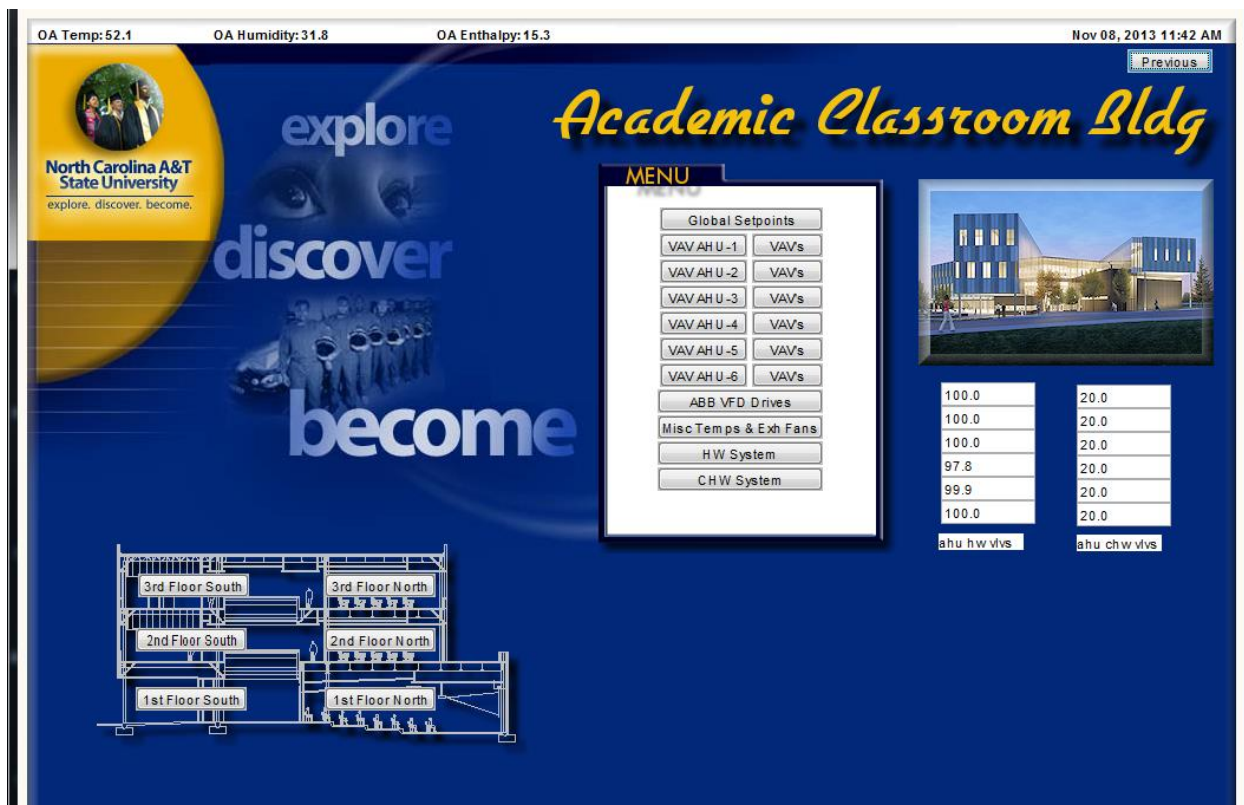 OA Temp: 52.1 OA Humidity: 31.8 OA Enthalpy: 15.3 Nov 08, 2013 11:42 AM
Previous
Academic Classroom Bldg
North Carolina A&T
State University
explore. discover. become.
explore
discover
become
MENU
Global Setpoints
VAV AHU-1 VAV's
VAV AHU-2 VAV's
VAV AHU-3 VAV's
VAV AHU-4 VAV's
VAV AHU-5 VAV's
VAV AHU-6 VAV's
ABB VFD Drives
Misc Temps & Exh Fans
HW System
CHW System
100.0 20.0
100.0 20.0
100.0 20.0
97.8 20.0
99.9 20.0
100.0 20.0
ahu hw vlvs ahu chw vlvs
3rd Floor South 3rd Floor North
2nd Floor South 2nd Floor North
1st Floor South 1st Floor North